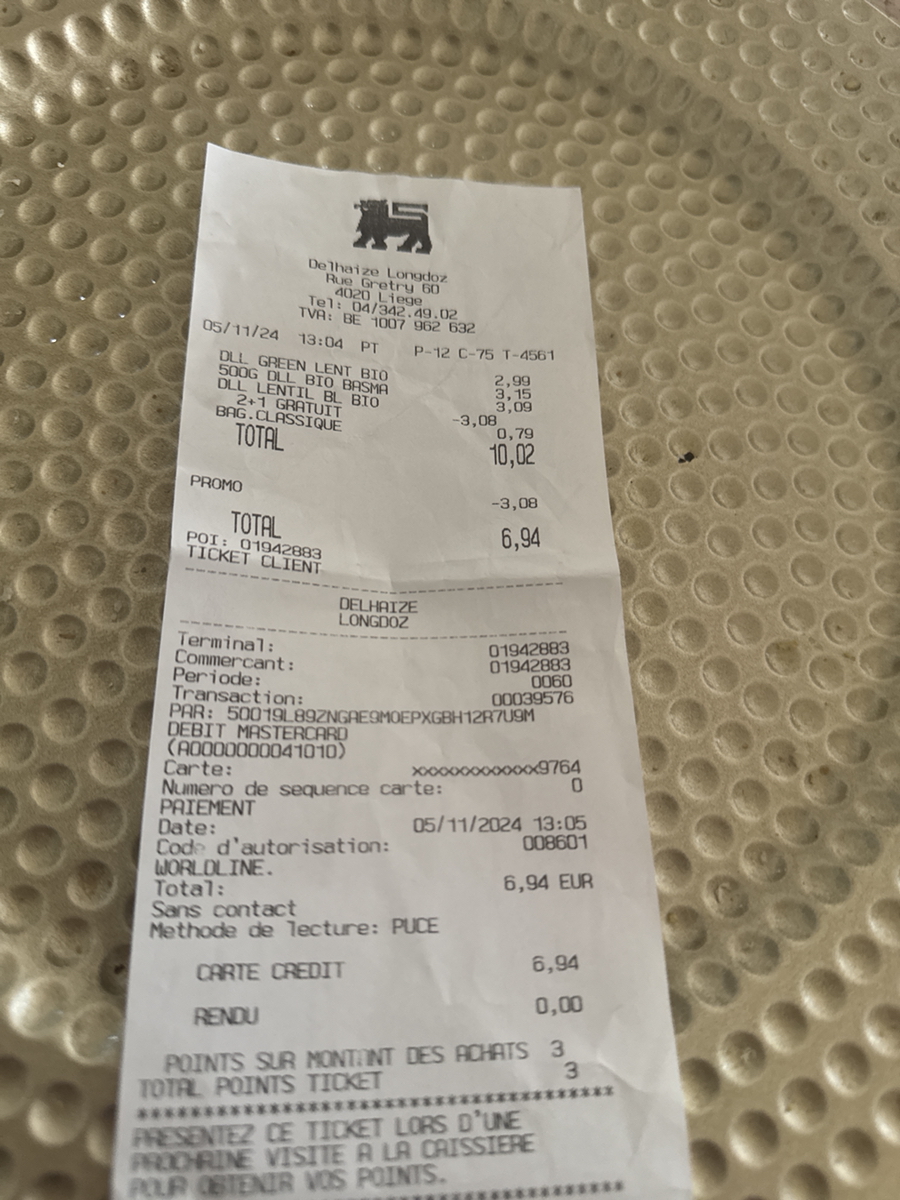 Delhaize Longdoz
Rue Gretry 60
4020 Liege
Tel: 04/342.49.02
TVA: BE 1007 962 632
05/11/24 13:04 PT P-12 C-75 T-4561
DLL GREEN LENT BIO 2,99
500G DLL BIO BASMA 3,15
DLL LENTIL BL BIO 3,09
2+1 GRATUIT -3,08
BAG.CLASSIQUE 0,79
TOTAL 10,02
PROMO -3,08
TOTAL 6,94
POI: 01942883
TICKET CLIENT
--------------------------------
DELHAIZE
LONGDOZ
--------------------------------
Terminal: 01942883
Commercant: 01942883
Periode: 0060
Transaction: 00039576
PAR: 50019L89ZNGAE9MOEPXGBH12R7U9M
DEBIT MASTERCARD
(A0000000041010)
Carte: xxxxxxxxxxxx9764
Numero de sequence carte: 0
PAIEMENT
Date: 05/11/2024 13:05
Code d'autorisation: 008601
WORLDLINE.
Total: 6,94 EUR
Sans contact
Methode de lecture: PUCE
CARTE CREDIT 6,94
RENDU 0,00
POINTS SUR MONTANT DES ACHATS 3
TOTAL POINTS TICKET 3
****************************************
PRESENTEZ CE TICKET LORS D'UNE
PROCHAINE VISITE A LA CAISSIERE
POUR OBTENIR VOS POINTS.
****************************************